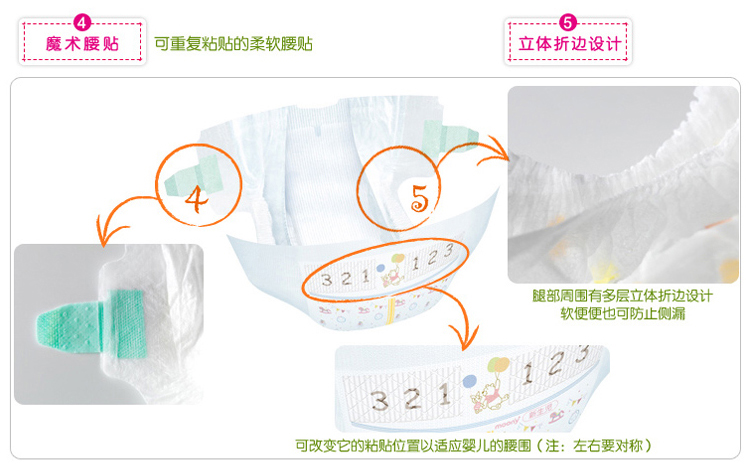 4
魔术腰贴
可重复粘贴的柔软腰贴
5
立体折边设计
4
5
3 2 1 1 2 3
腿部周围有多层立体折边设计
软便便也可防止侧漏
3 2 1 1 2 3
moony
可改变它的粘贴位置以适应婴儿的腰围（注：左右要对称）